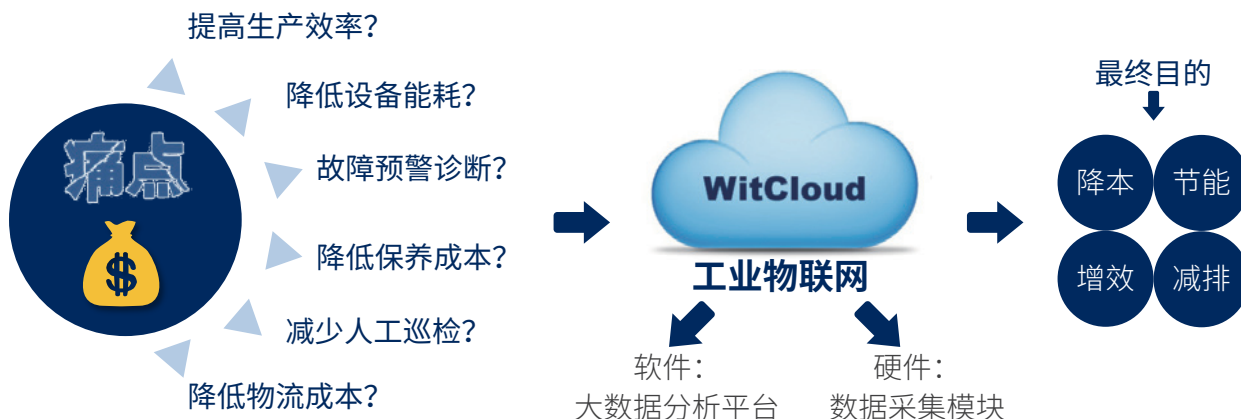 提高生产效率?
降低设备能耗?
故障预警诊断?
降低保养成本?
减少人工巡检?
降低物流成本?
痛点
$
WitCloud
工业物联网
软件:
大数据分析平台
硬件:
数据采集模块
最终目的
降本
节能
增效
减排